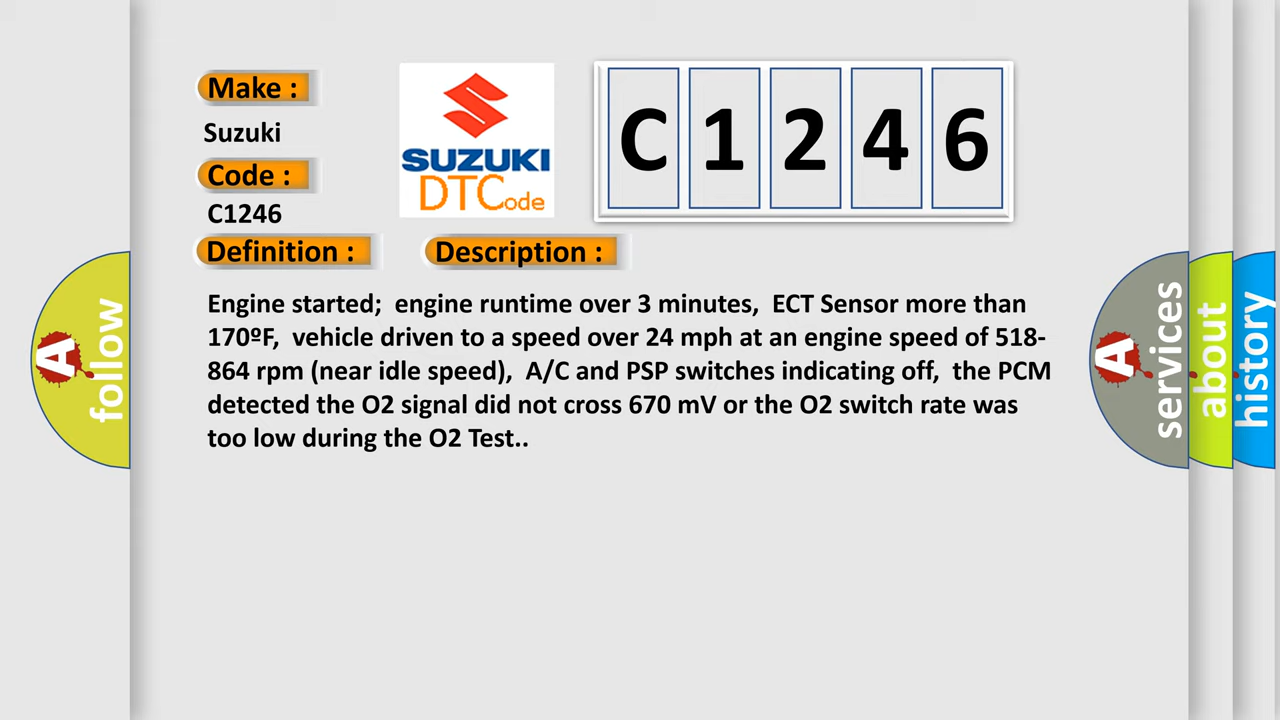 Make :
Suzuki
Code :
C1246
Definition :
Description :
SUZUKI
DTCode
C 1 2 4 6
Engine started;  engine runtime over 3 minutes,  ECT Sensor more than
170ºF,  vehicle driven to a speed over 24 mph at an engine speed of 518-
864 rpm (near idle speed),  A/C and PSP switches indicating off,  the PCM
detected the O2 signal did not cross 670 mV or the O2 switch rate was
too low during the O2 Test..
A follow
A services
about
history